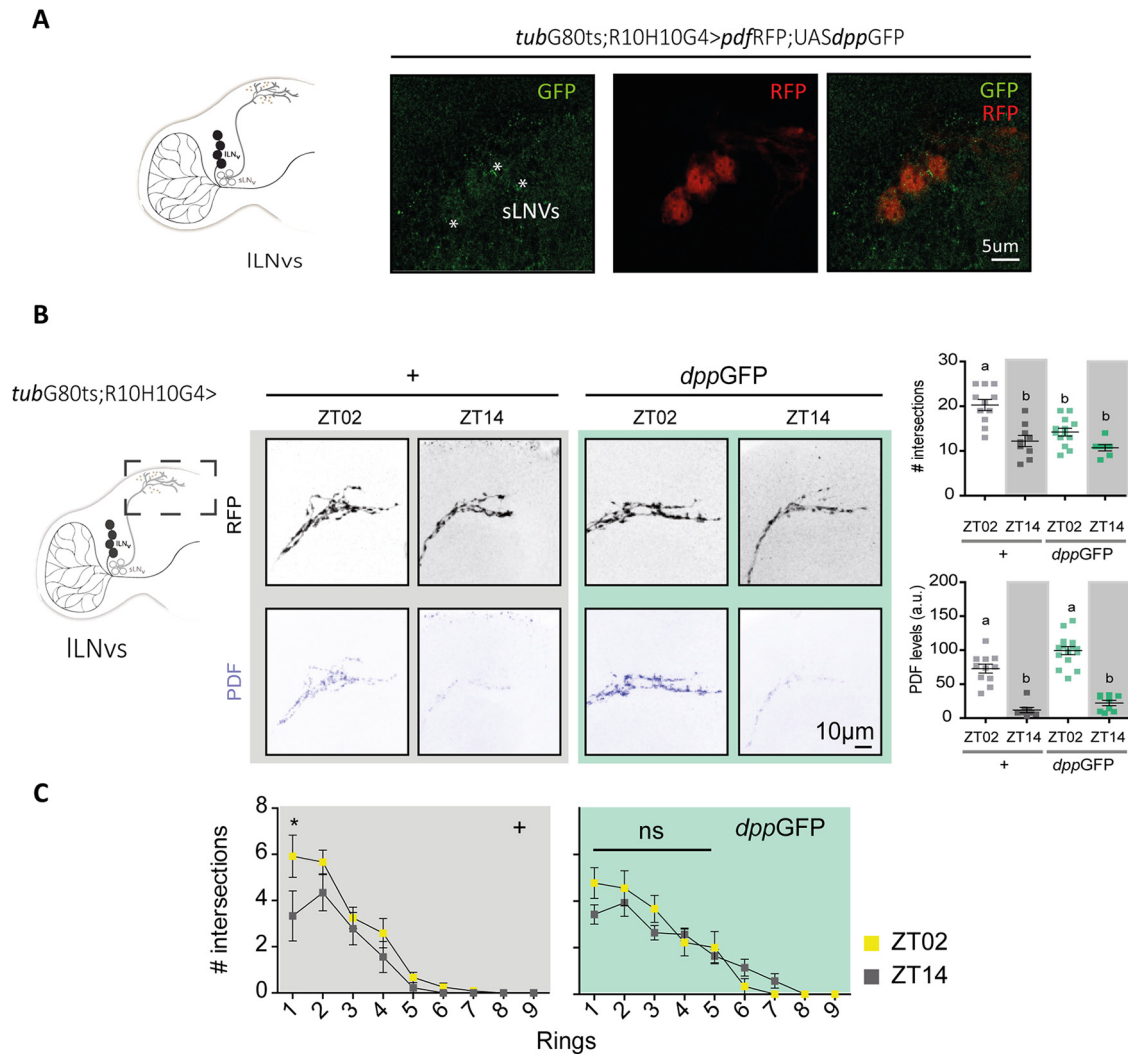 A
tubG80ts;R10H10G4>pdfRFP;UASdppGFP
GFP
RFP
GFP
RFP
lLNv
sLNv
*
*
*
sLNVs
5um
lLNvs
B
tubG80ts;R10H10G4>
+
dppGFP
ZT02
ZT14
ZT02
ZT14
RFP
PDF
lLNv
sLNv
lLNvs
10µm
# intersections
30
20
10
0
a
b
b
b
ZT02 ZT14 ZT02 ZT14
+
dppGFP
PDF levels (a.u.)
200
150
100
50
0
a
b
a
b
ZT02 ZT14 ZT02 ZT14
+
dppGFP
C
# intersections
8
6
4
2
0
*
+
ns
dppGFP
1 2 3 4 5 6 7 8 9
1 2 3 4 5 6 7 8 9
Rings
ZT02
ZT14